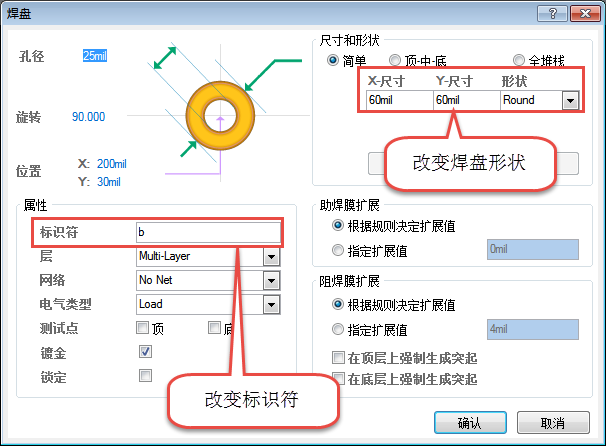 焊盘
孔径 25mil
旋转 90.000
位置 X: 200mil
Y: 30mil
尺寸和形状
简单 顶-中-底 全堆栈
X-尺寸 Y-尺寸 形状
60mil 60mil Round
改变焊盘形状
属性
标识符 b
层 Multi-Layer
网络 No Net
电气类型 Load
测试点 顶 底
镀金
锁定
改变标识符
助焊膜扩展
根据规则决定扩展值
指定扩展值 0mil
阻焊膜扩展
根据规则决定扩展值
指定扩展值 4mil
在顶层上强制生成突起
在底层上强制生成突起
确认 取消